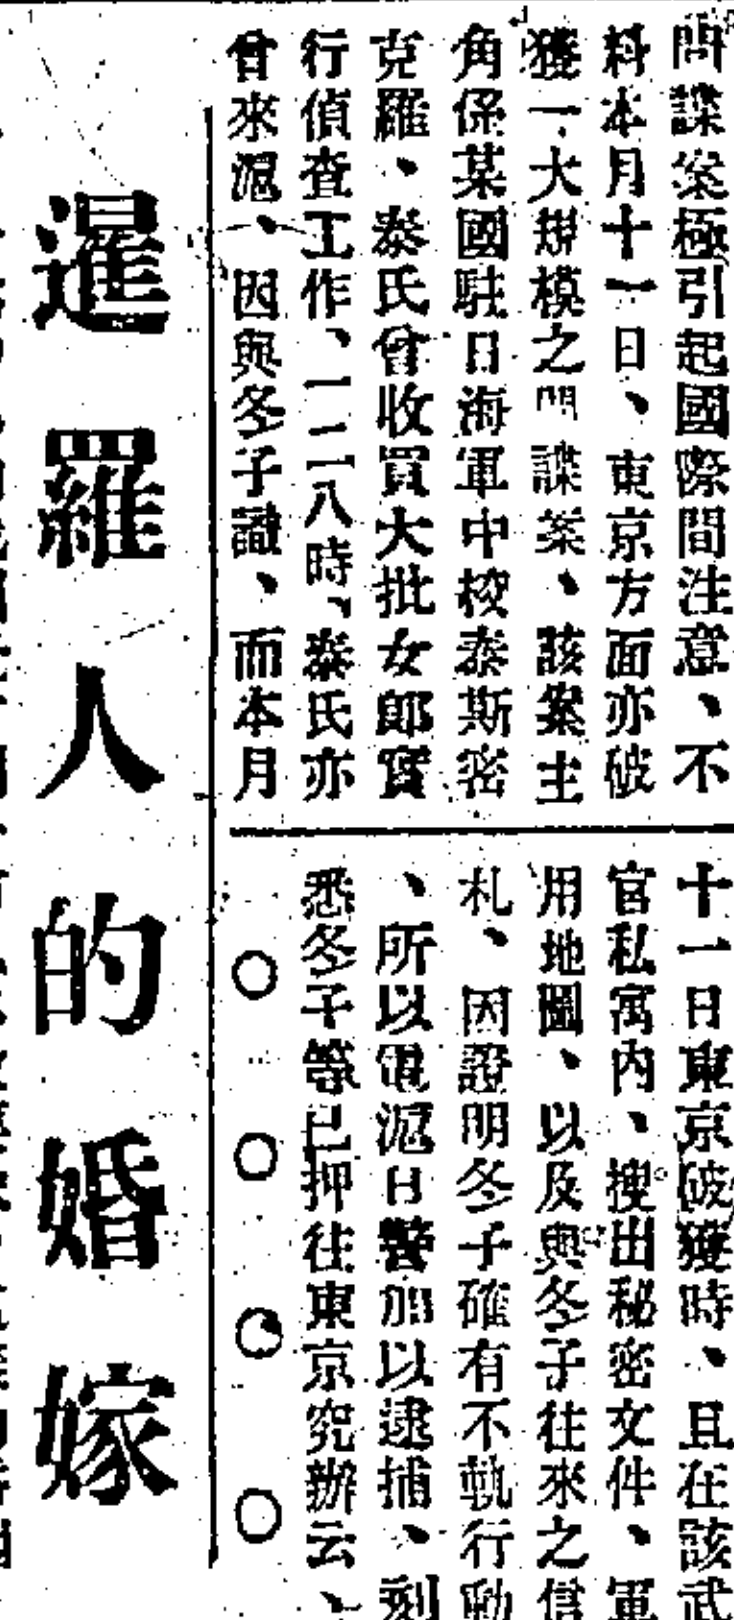 間諜案極引起國際間注意、不
料本月十一日、東京方面亦破
獲一大規模之間諜案、該案主
角係某國駐日海軍中校泰斯密
克羅、泰氏曾收買大批女郎實
行偵查工作、一二八時、泰氏亦
曾來滬、因與冬子識、而本月
十一日東京破獲時、且在該武
官私寓內、搜出秘密文件、軍
用地圖、以及與冬子往來之信
札、因證明冬子確有不軌行動
、所以電滬日警加以逮捕、刻
悉冬子等已押往東京究辦云、
○○○○
暹羅人的婚嫁